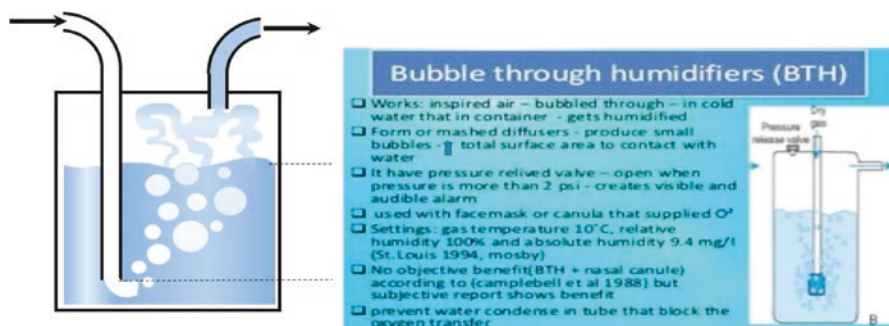 Bubble through humidifiers (BTH)
Works: inspired air – bubbled through – in cold
water that in container - gets humidified
Form or mashed diffusers - produce small
bubbles - ⬆ total surface area to contact with
water
It have pressure relived valve – open when
pressure is more than 2 psi - creates visible and
audible alarm
used with facemask or canula that supplied O²
Settings: gas temperature 10˚C, relative
humidity 100% and absolute humidity 9.4 mg/l
(St.Louis 1994, mosby)
No objective benefit(BTH + nasal canule)
according to (camplebell et al 1988) but
subjective report shows benefit
prevent water condense in tube that block the
oxygen transfer
Dry
gas
Pressure
release valve
B